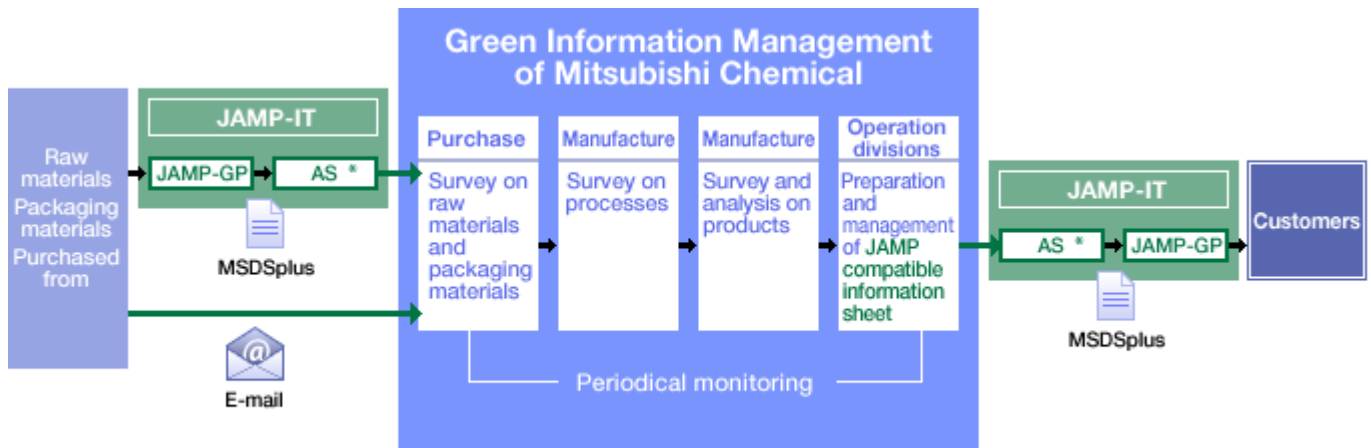 Green Information Management
of Mitsubishi Chemical
Raw
materials
Packaging
materials
Purchased
from
JAMP-IT
JAMP-GP
AS *
MSDSplus
E-mail
Purchase
Survey on
raw
materials
and
packaging
materials
Manufacture
Survey on
processes
Manufacture
Survey and
analysis on
products
Operation
divisions
Preparation
and
management
of JAMP
compatible
information
sheet
Periodical monitoring
JAMP-IT
AS *
JAMP-GP
MSDSplus
Customers